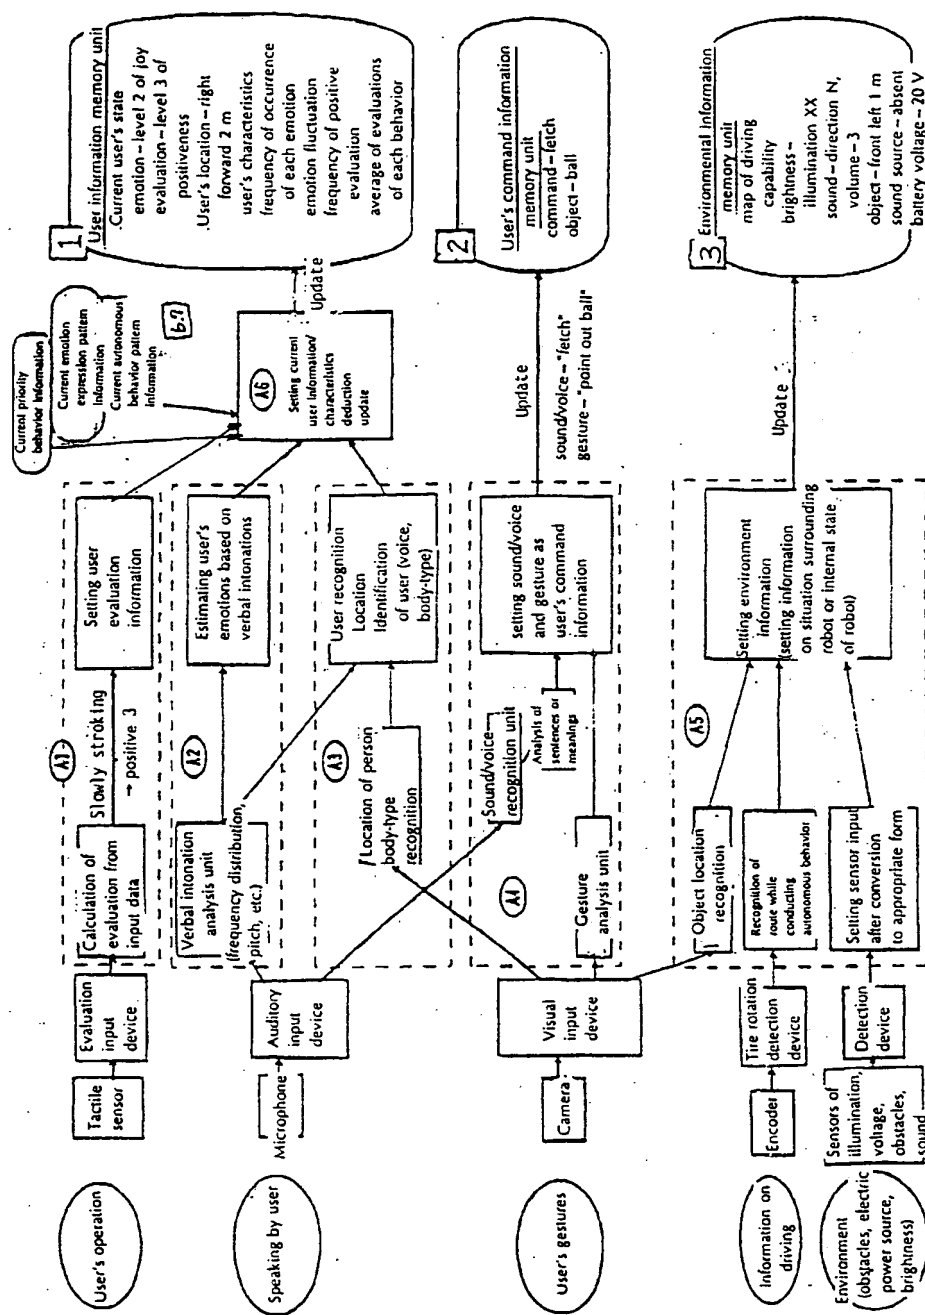 User's operation
Tactile
sensor
Evaluation
input
device
Calculation of
evaluation from
input data
A1
Slowly stroking
→ positive 3
Setting user
evaluation
information
Current priority
behavior information
Current emotion
expression pattern
Information
Current autonomous
behavior pattern
information
b.7
Speaking by user
Microphone
Auditory
input
device
Verbal intonation
analysis unit
(frequency distribution,
pitch, etc.)
A2
Estimating user's
emotions based on
verbal intonations
A3
Location of person
body-type
recognition
User recognition
Location
Identification
of user (voice,
body-type)
A6
Setting current
user information/
characteristics
deduction
update
Update
1
User information memory unit
Current user's state
emotion – level 2 of joy
evaluation – level 3 of
positiveness
User's location – right
forward 2 m
user's characteristics
frequency of occurrence
of each emotion
emotion fluctuation
frequency of positive
evaluation
average of evaluations
of each behavior
User's gestures
Camera
Visual
input
device
A4
Gesture
analysis unit
Sound/voice
recognition unit
Analysis of
sentences or
meanings
setting sound/voice
and gesture as
user's command
information
Update
sound/voice – "fetch"
gesture – "point out ball"
2
User's command information
memory unit
command – fetch
object – ball
Information on
driving
Encoder
Tire rotation
detection
device
Object location
recognition
Recognition of
route while
conducting
autonomous behavior
A5
Environment
(obstacles, electric
power source,
brightness)
Sensors of
illumination,
voltage,
obstacles,
sound
Detection
device
Setting sensor input
after conversion
to appropriate form
Setting environment
information
(setting information
on situation surrounding
robot or internal state
of robot)
Update
3
Environmental Information
memory unit
map of driving
capability
brightness –
illumination XX
sound – direction N,
volume – 3
object – front left 1 m
sound source – absent
battery voltage – 20 V